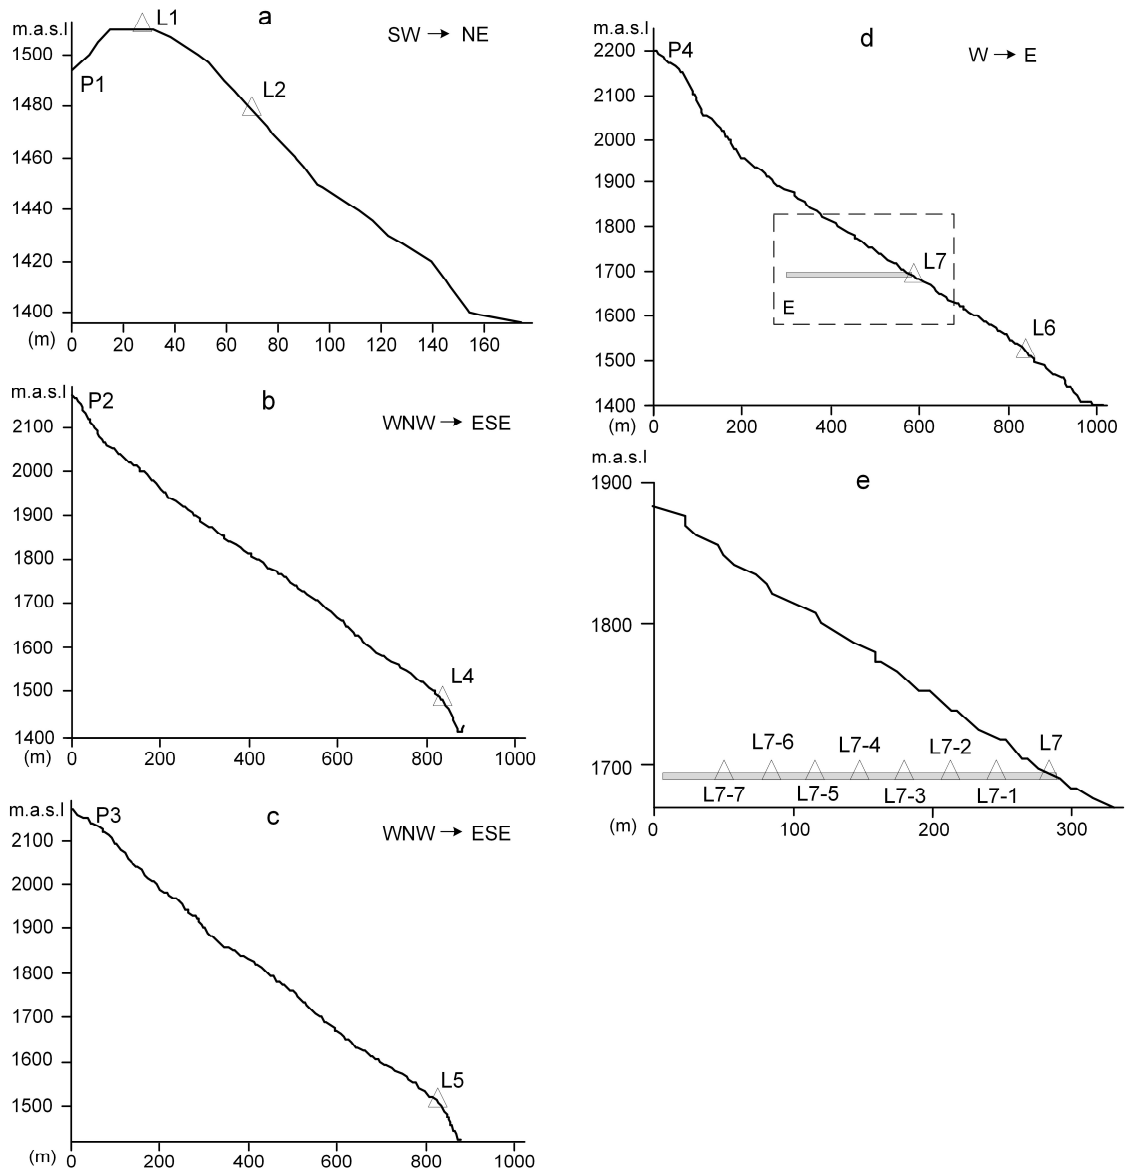 a
m.a.s.l
L1
SW → NE
1500
P1
L2
1480
1460
1440
1420
1400
(m)
0 20 40 60 80 100 120 140 160
b
m.a.s.l
P2
WNW → ESE
2100
2000
1900
1800
1700
1600
1500
L4
1400
(m)
0 200 400 600 800 1000
c
m.a.s.l
P3
WNW → ESE
2100
2000
1900
1800
1700
1600
L5
1500
(m)
0 200 400 600 800 1000
d
m.a.s.l
P4
W → E
2200
2100
2000
1900
1800
L7
1700
E
1600
L6
1500
1400
(m)
0 200 400 600 800 1000
m.a.s.l
e
1900
1800
L7-6 L7-4 L7-2 L7
1700
L7-7 L7-5 L7-3 L7-1
(m)
0 100 200 300